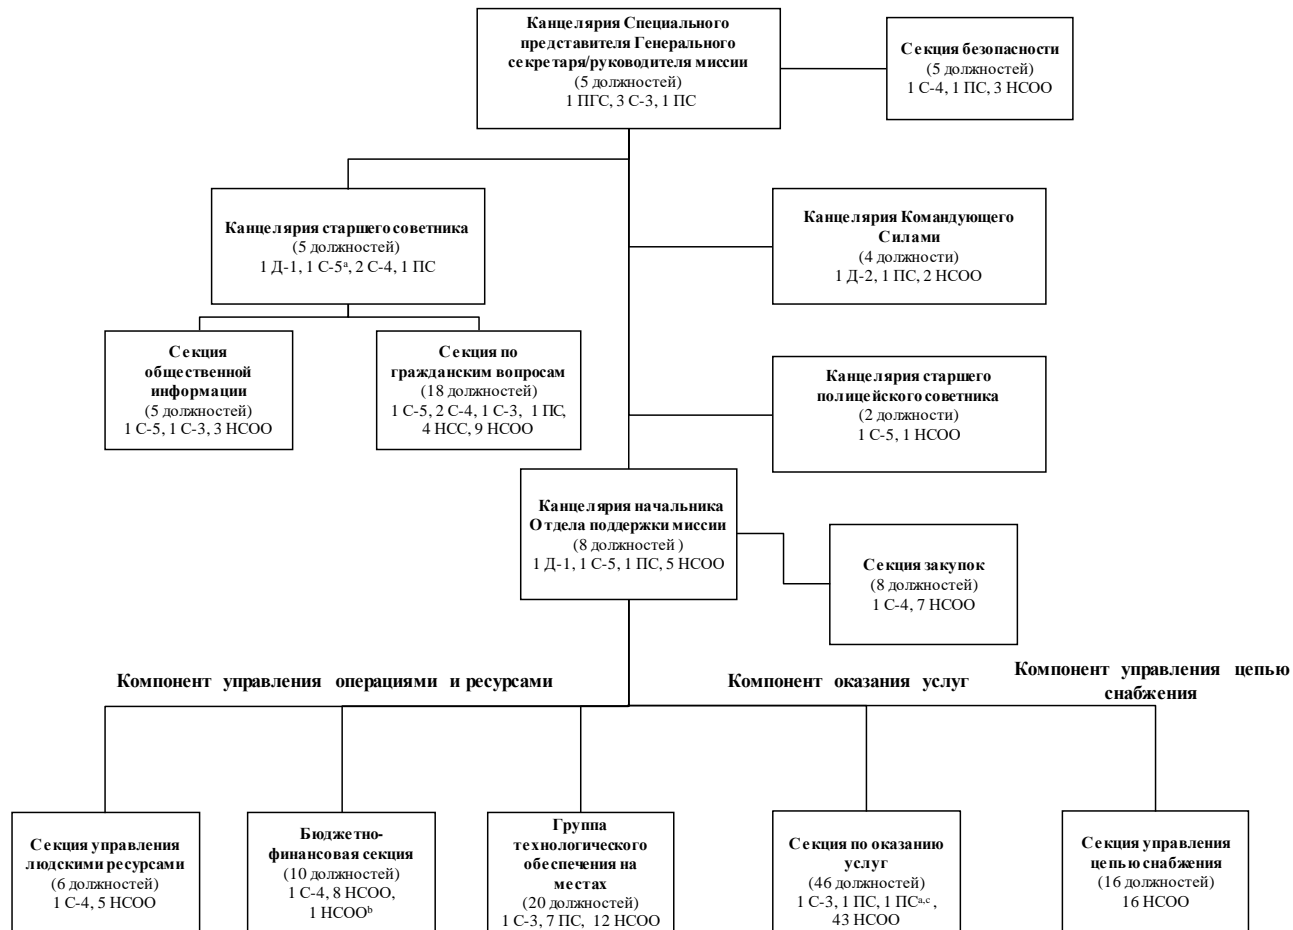 Канцелярия Специального
представителя Генерального
секретаря/руководителя миссии
(5 должностей)
1 ПГС, 3 С-3, 1 ПС
Секция безопасности
(5 должностей)
1 С-4, 1 ПС, 3 НСОО
Канцелярия старшего советника
(5 должностей)
1 Д-1, 1 С-5ᵃ, 2 С-4, 1 ПС
Канцелярия Командующего
Силами
(4 должности)
1 Д-2, 1 ПС, 2 НСОО
Секция
общественной
информации
(5 должностей)
1 С-5, 1 С-3, 3 НСОО
Секция по
гражданским вопросам
(18 должностей)
1 С-5, 2 С-4, 1 С-3, 1 ПС,
4 НСС, 9 НСОО
Канцелярия старшего
полицейского советника
(2 должности)
1 С-5, 1 НСОО
Канцелярия начальника
Отдела поддержки миссии
(8 должностей )
1 Д-1, 1 С-5, 1 ПС, 5 НСОО
Секция закупок
(8 должностей)
1 С-4, 7 НСОО
Компонент управления операциями и ресурсами
Компонент оказания услуг
Компонент управления цепью
снабжения
Секция управления
людскими ресурсами
(6 должностей)
1 С-4, 5 НСОО
Бюджетно-
финансовая секция
(10 должностей)
1 С-4, 8 НСОО,
1 НСООᵇ
Группа
технологического
обеспечения на
местах
(20 должностей)
1 С-3, 7 ПС, 12 НСОО
Секция по оказанию
услуг
(46 должностей)
1 С-3, 1 ПС, 1 ПСᵃ,ᶜ ,
43 НСОО
Секция управления
цепью снабжения
(16 должностей)
16 НСОО